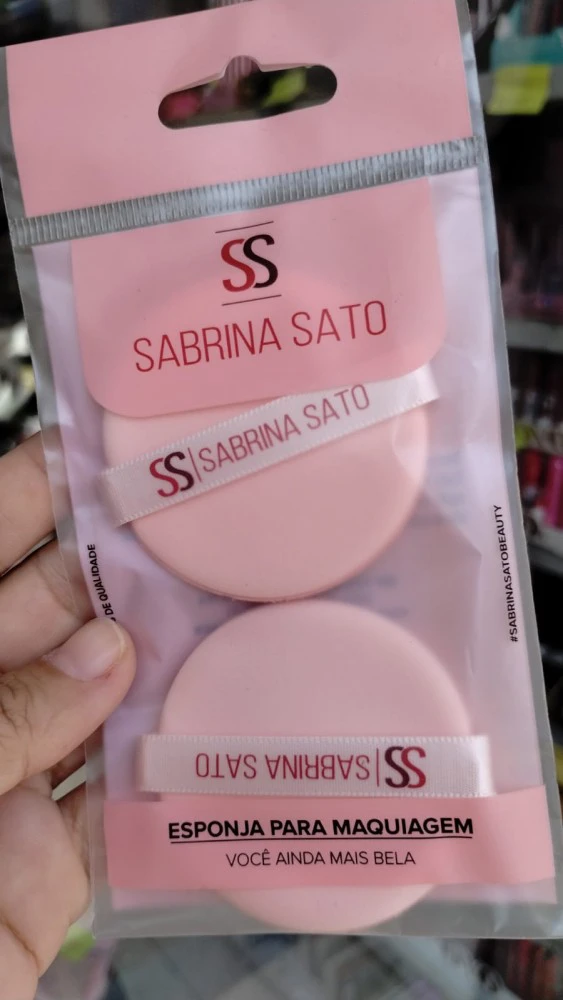 SS
SABRINA SATO
SS|SABRINA SATO
DE QUALIDADE
#SABRINASATOBEAUTY
SS|SABRINA SATO
ESPONJA PARA MAQUIAGEM
VOCÊ AINDA MAIS BELA